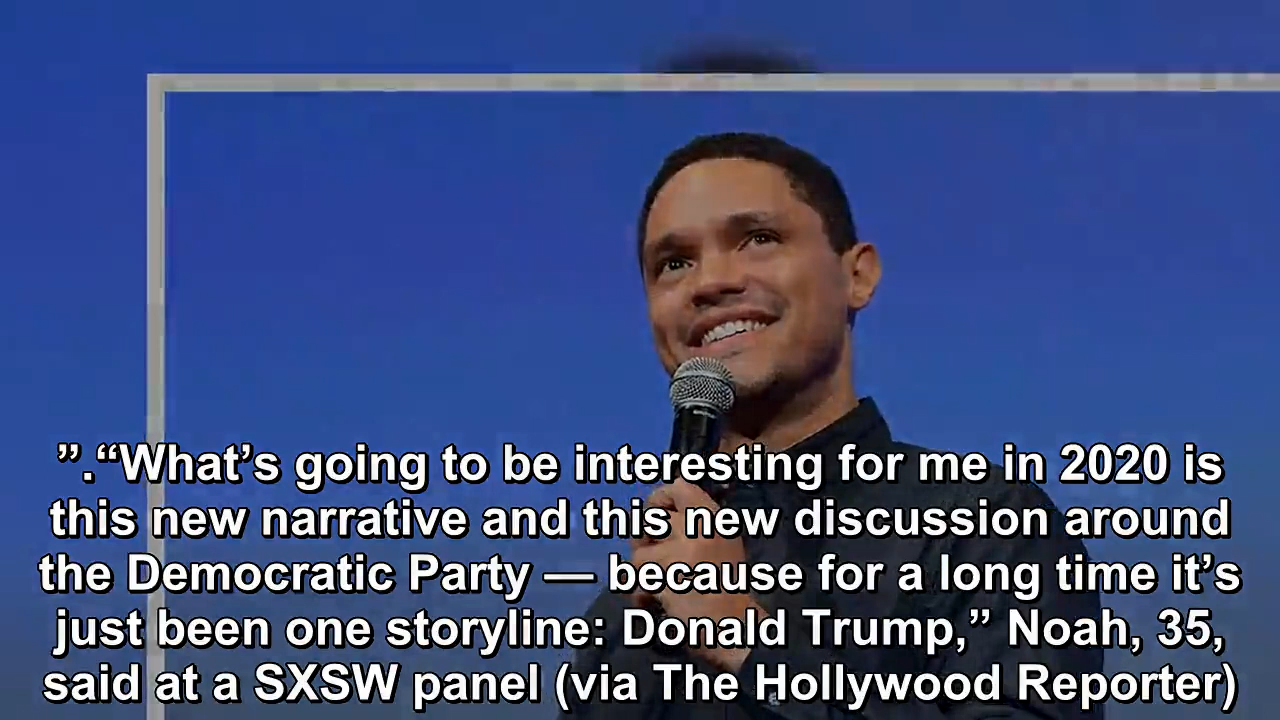 ”.“What’s going to be interesting for me in 2020 is
this new narrative and this new discussion around
the Democratic Party — because for a long time it’s
just been one storyline: Donald Trump,” Noah, 35,
said at a SXSW panel (via The Hollywood Reporter)